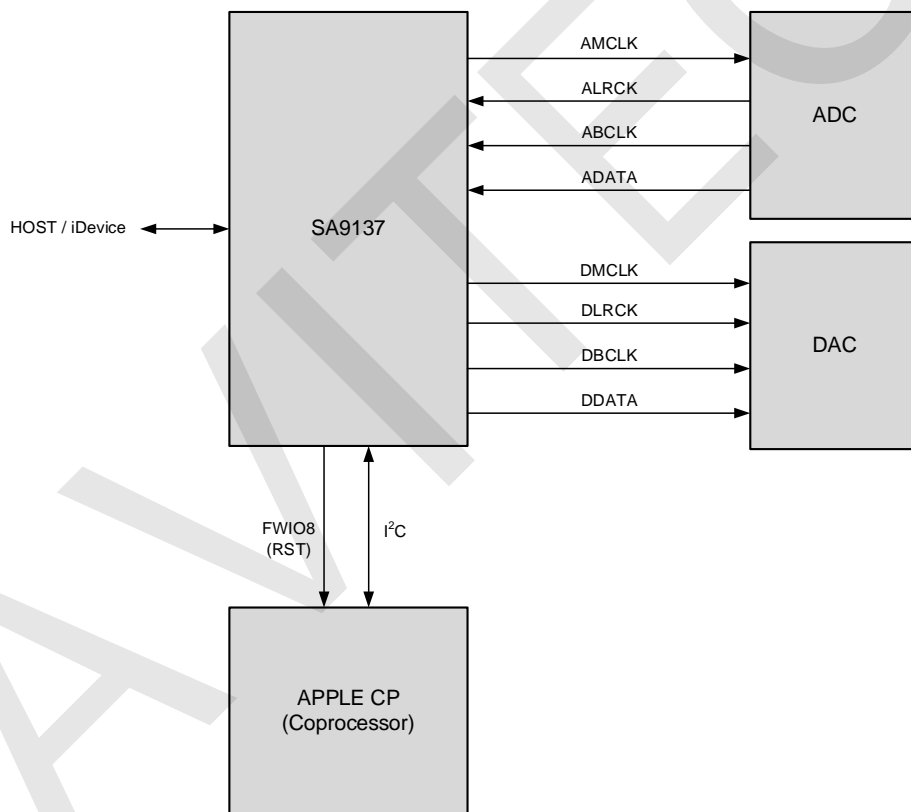 AMCLK
ALRCK
ABCLK
ADATA
ADC
HOST / iDevice
SA9137
DMCLK
DLRCK
DBCLK
DDATA
DAC
FWIO8
(RST)
I²C
APPLE CP
(Coprocessor)